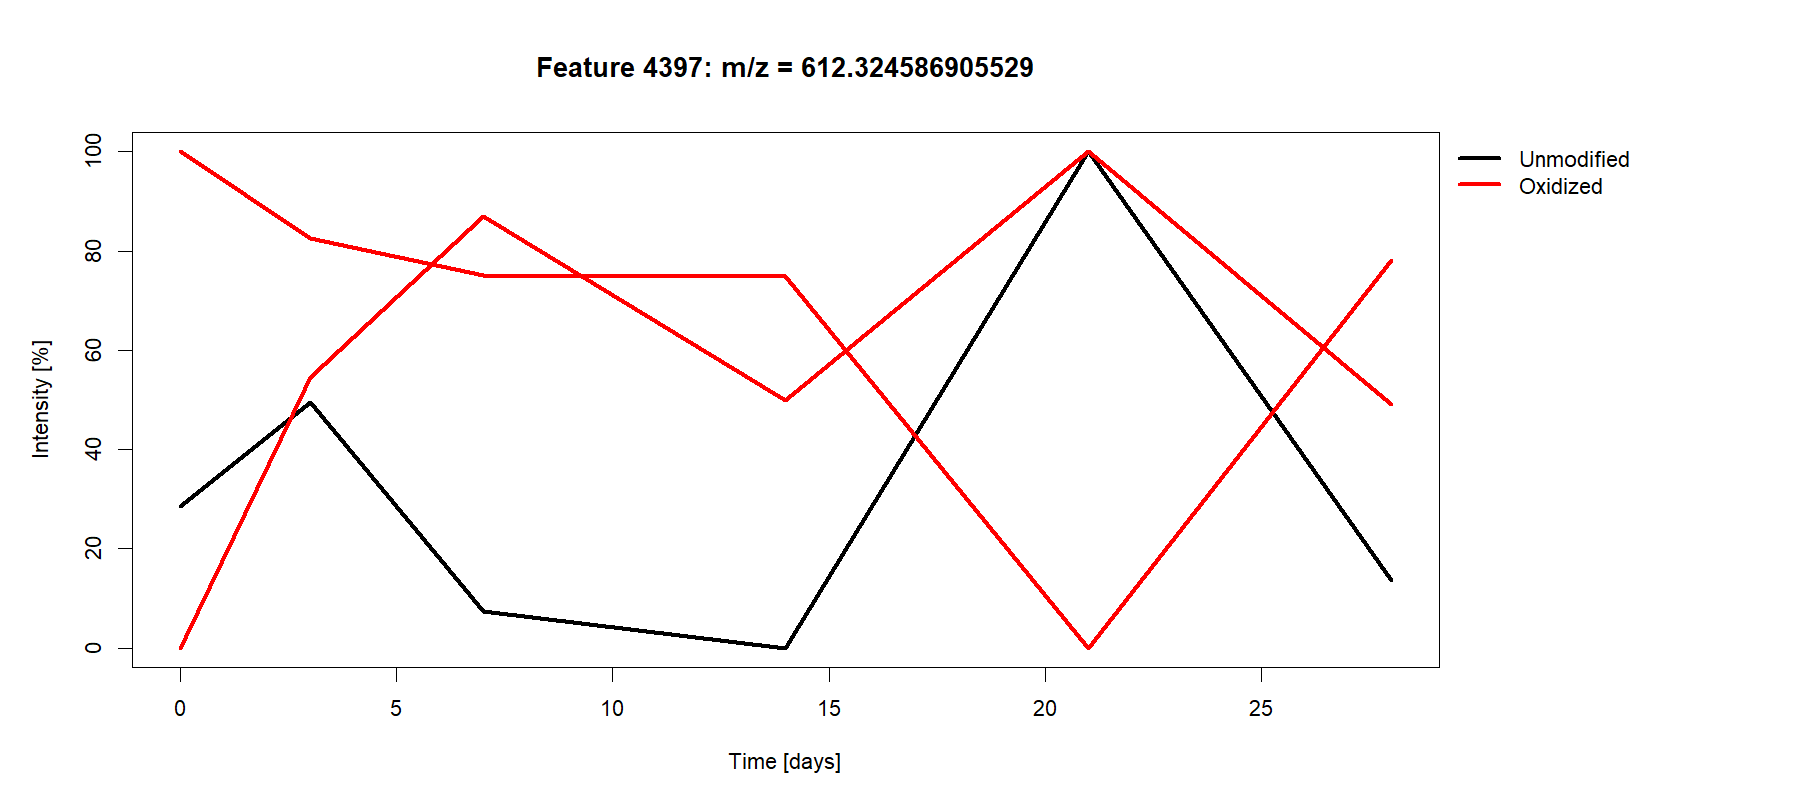 Feature 4397: m/z = 612.324586905529
Unmodified
Oxidized
Intensity [%]
100
80
60
40
20
0
0 5 10 15 20 25
Time [days]